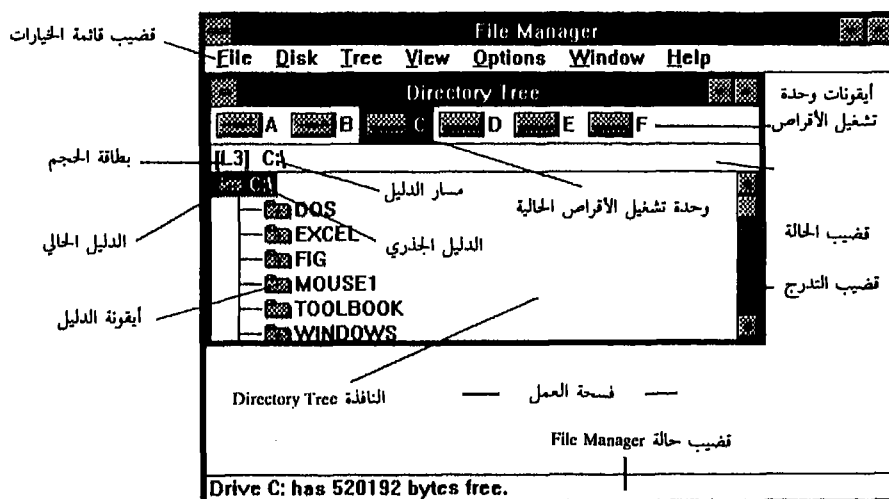 File Manager
قضيب قائمة الخيارات
File Disk Tree View Options Window Help
Directory Tree
أيقونات وحدة
تشغيل الأقراص
A B C D E F
بطاقة الحجم
[L3] C:\
مسار الدليل
وحدة تشغيل الأقراص الحالية
C:\
الدليل الحالي
الدليل الجذري
قضيب الحالة
قضيب التدرج
أيقونة الدليل
DOS
EXCEL
FIG
MOUSE1
TOOLBOOK
WINDOWS
النافذة Directory Tree
فسحة العمل
قضيب حالة File Manager
Drive C: has 520192 bytes free.